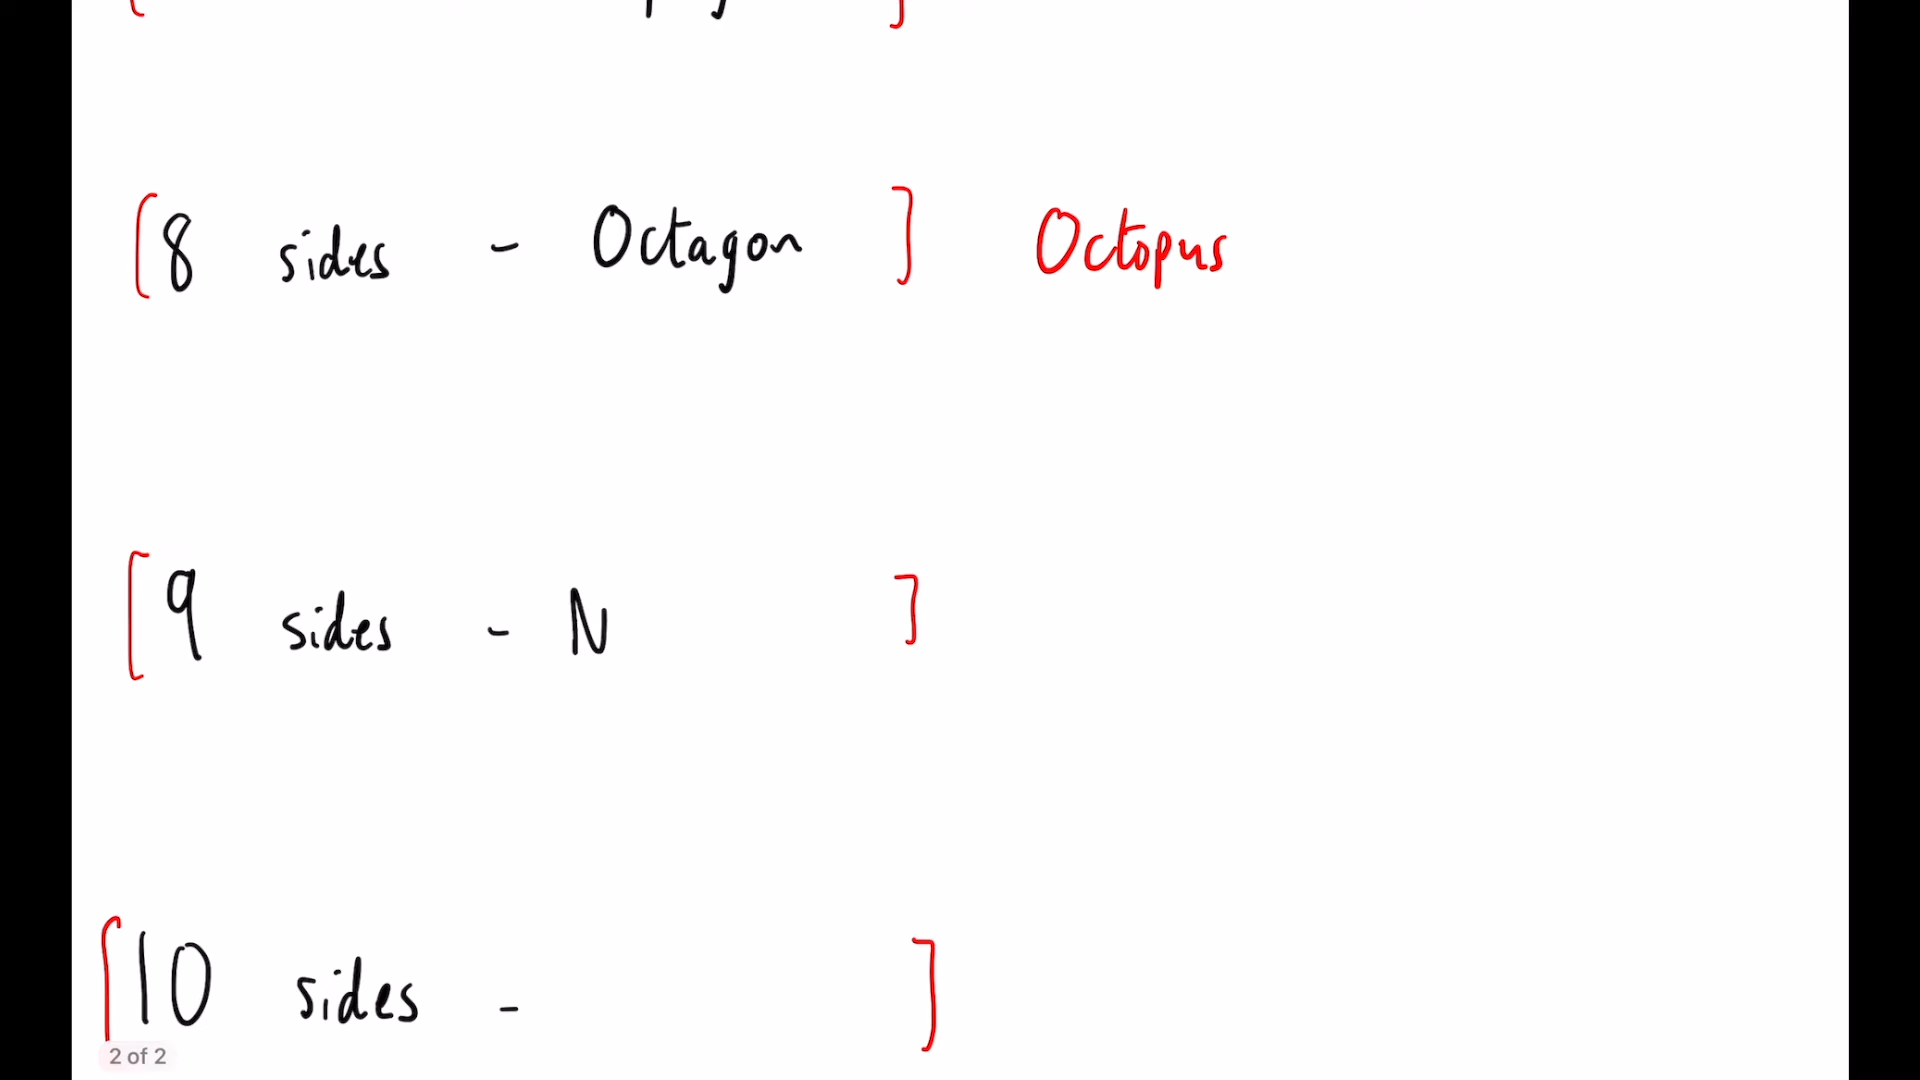 [8 sides - Octagon ] Octopus
[9 sides - N ]
[10 sides - ]
2 of 2